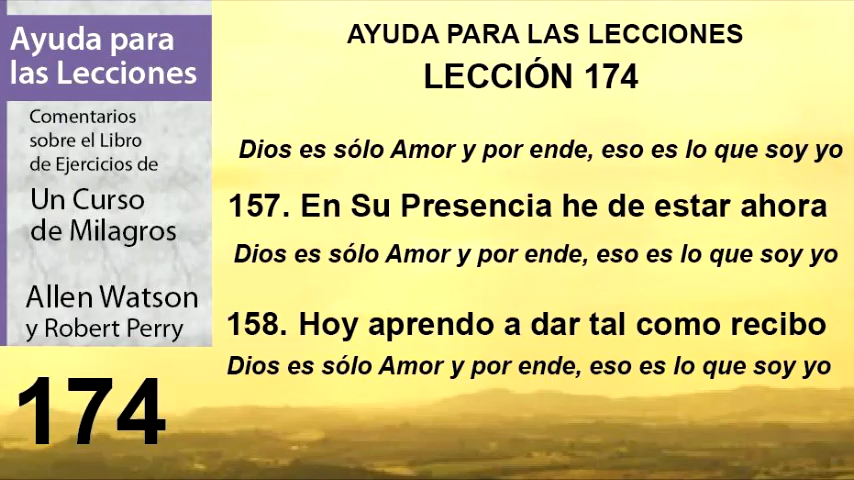 Ayuda para
las Lecciones
Comentarios
sobre el Libro
de Ejercicios de
Un Curso
de Milagros
Allen Watson
y Robert Perry
174
AYUDA PARA LAS LECCIONES
LECCIÓN 174
Dios es sólo Amor y por ende, eso es lo que soy yo
157. En Su Presencia he de estar ahora
Dios es sólo Amor y por ende, eso es lo que soy yo
158. Hoy aprendo a dar tal como recibo
Dios es sólo Amor y por ende, eso es lo que soy yo